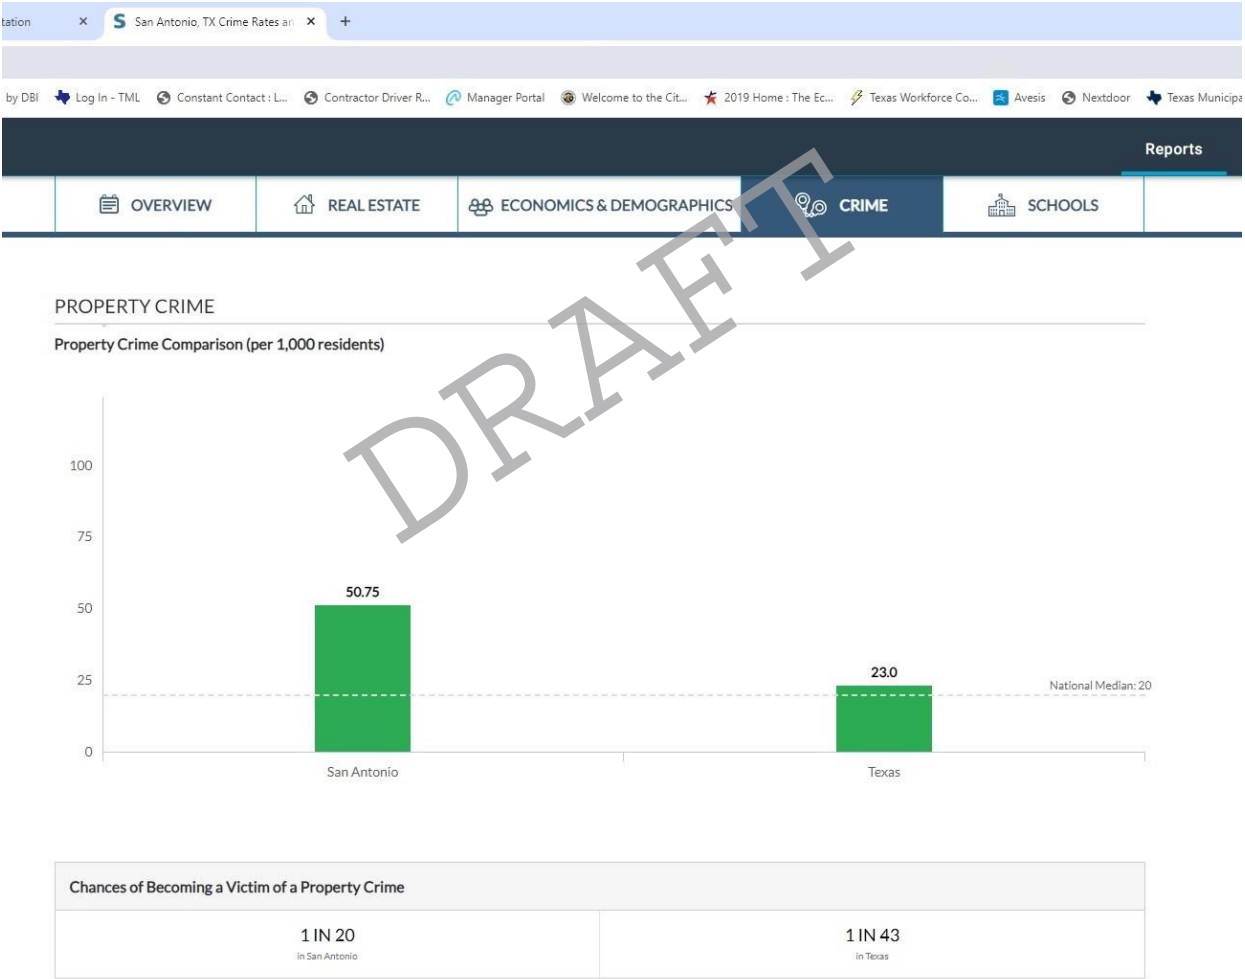 tation × S San Antonio, TX Crime Rates an × +
by DBI Log In - TML Constant Contact : L... Contractor Driver R... Manager Portal Welcome to the Cit... 2019 Home : The Ec... Texas Workforce Co... Avesis Nextdoor Texas Municipa
Reports
OVERVIEW REAL ESTATE ECONOMICS & DEMOGRAPHICS CRIME SCHOOLS
DRAFT
PROPERTY CRIME
Property Crime Comparison (per 1,000 residents)
100
75
50.75
50
23.0
25
National Median: 20
0
San Antonio Texas
Chances of Becoming a Victim of a Property Crime
1 IN 20 1 IN 43
in San Antonio in Texas